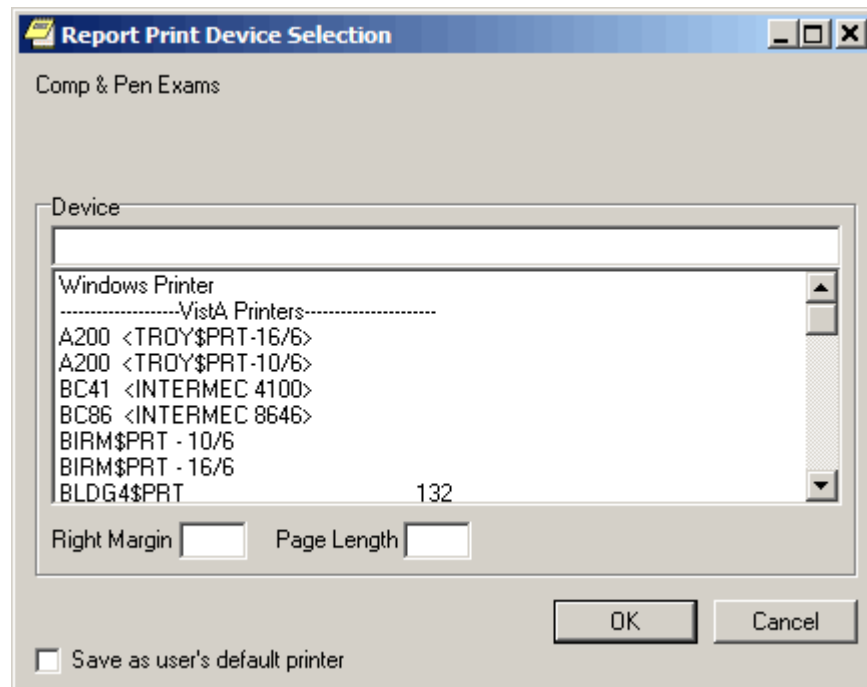 Report Print Device Selection
Comp & Pen Exams
Device
Windows Printer
--------------------VistA Printers----------------------
A200 <TROY$PRT-16/6>
A200 <TROY$PRT-10/6>
BC41 <INTERMEC 4100>
BC86 <INTERMEC 8646>
BIRM$PRT - 10/6
BIRM$PRT - 16/6
BLDG4$PRT 132
Right Margin Page Length
OK Cancel
Save as user's default printer